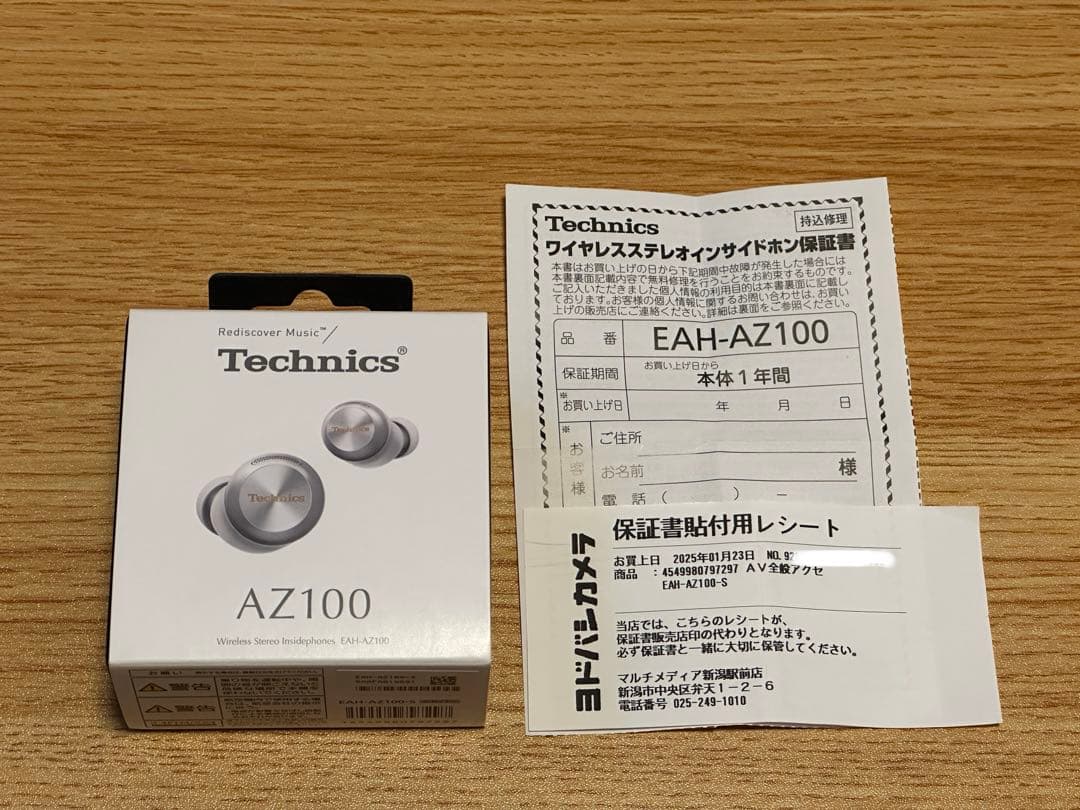 Rediscover Music™
Technics®
Technics
Technics
AZ100
Wireless Stereo Insidephones EAH-AZ100
お願い
警告
警告
EAH-AZ100-S
Technics
持込修理
ワイヤレスステレオインサイドホン保証書
本書はお買い上げの日から下記期間中故障が発生した場合には
本書裏面記載内容で無料修理を行うことをお約束するものです。
ご記入いただきました個人情報の利用目的は本書裏面に記載し
ております。お客様の個人情報に関するお問い合わせは、お買い
上げの販売店にご連絡ください。詳細は裏面をご参照ください。
品番 EAH-AZ100
保証期間 お買い上げ日から
本体1年間
※お買い上げ日 年 月 日
※お客様
ご住所
お名前 様
電話 ( ) －
ヨドバシカメラ
保証書貼付用レシート
お買上日 2025年01月23日 NO. 92
商品 : 4549980797297 AV全般アクセ
EAH-AZ100-S
当店では、こちらのレシートが、
保証書販売店印の代わりとなります。
必ず保証書と一緒に大切に保管してください。
マルチメディア新潟駅前店
新潟市中央区弁天1－2－6
電話番号 025-249-1010